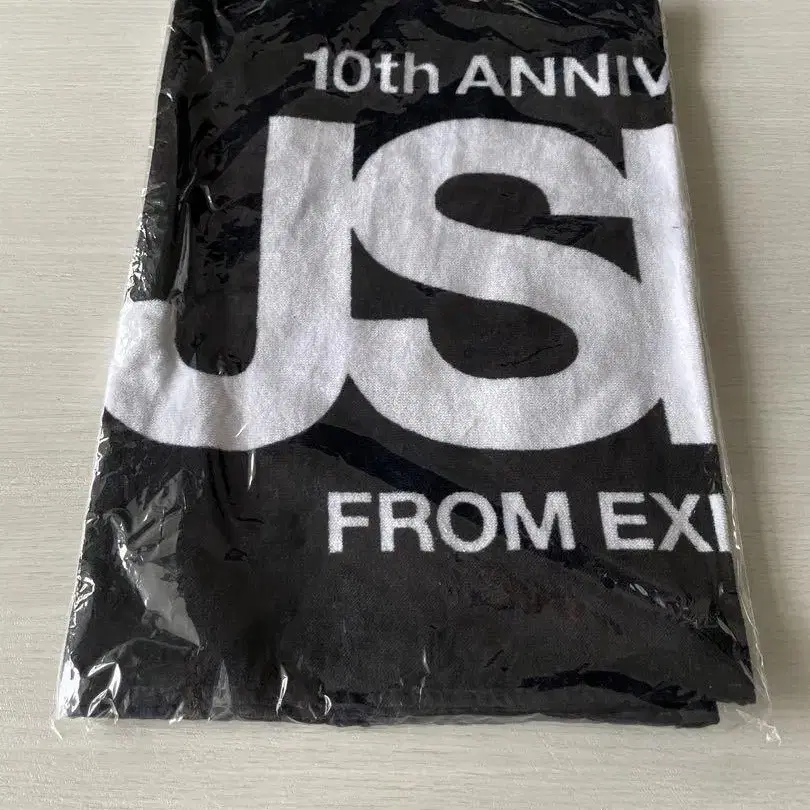 10th ANNIV
JS
FROM EXI